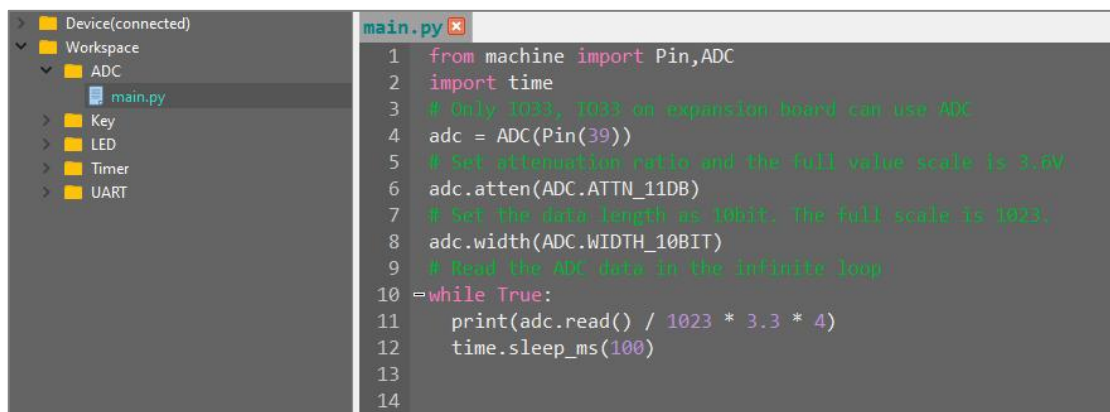 Device(connected)
Workspace
ADC
main.py
Key
LED
Timer
UART
main.py
1 from machine import Pin,ADC
2 import time
3 # Only IO33, IO33 on expansion board can use ADC
4 adc = ADC(Pin(39))
5 # Set attenuation ratio and the full value scale is 3.6V
6 adc.atten(ADC.ATTN_11DB)
7 # Set the data length as 10bit. The full scale is 1023.
8 adc.width(ADC.WIDTH_10BIT)
9 # Read the ADC data in the infinite loop
10 while True:
11 print(adc.read() / 1023 * 3.3 * 4)
12 time.sleep_ms(100)
13
14